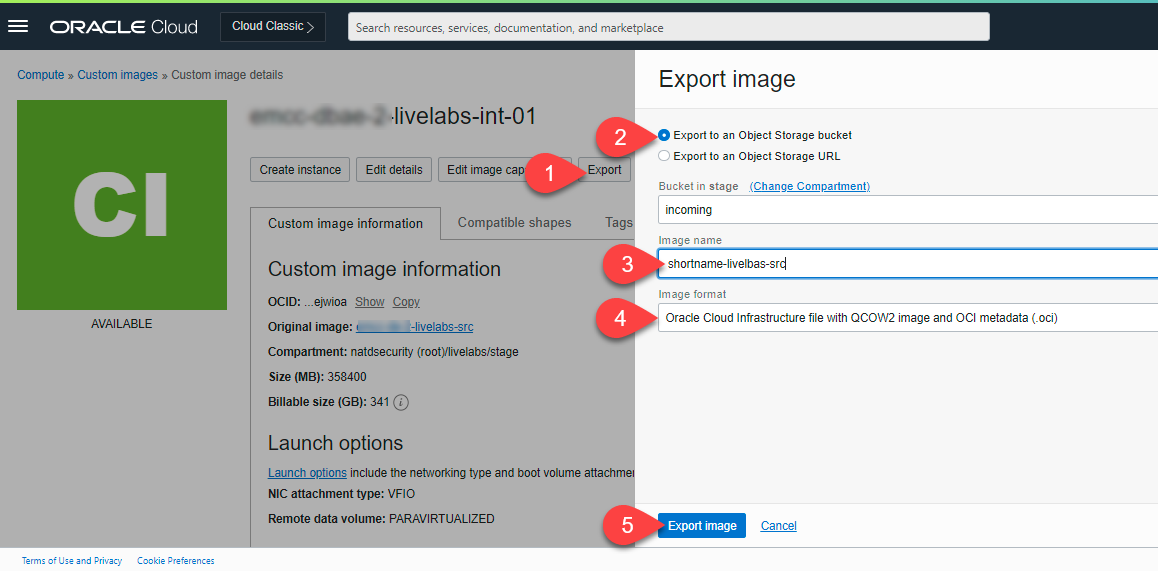 ORACLE Cloud
Cloud Classic >
Search resources, services, documentation, and marketplace
Compute » Custom images » Custom image details
CI
AVAILABLE
-livelabs-int-01
Create instance
Edit details
Edit image
Export
1
Custom image information
Compatible shapes
Tags
Custom image information
OCID: ...ejwioa Show Copy
Original image: -livelabs-src
Compartment: natdsecurity (root)/livelabs/stage
Size (MB): 358400
Billable size (GB): 341 i
Launch options
Launch options include the networking type and boot volume
NIC attachment type: VFIO
Remote data volume: PARAVIRTUALIZED
Export image
2
Export to an Object Storage bucket
Export to an Object Storage URL
Bucket in stage (Change Compartment)
incoming
Image name
3
shortname-livelbas-src
Image format
4
Oracle Cloud Infrastructure file with QCOW2 image and OCI metadata (.oci)
5
Export image
Cancel
Terms of Use and Privacy
Cookie Preferences